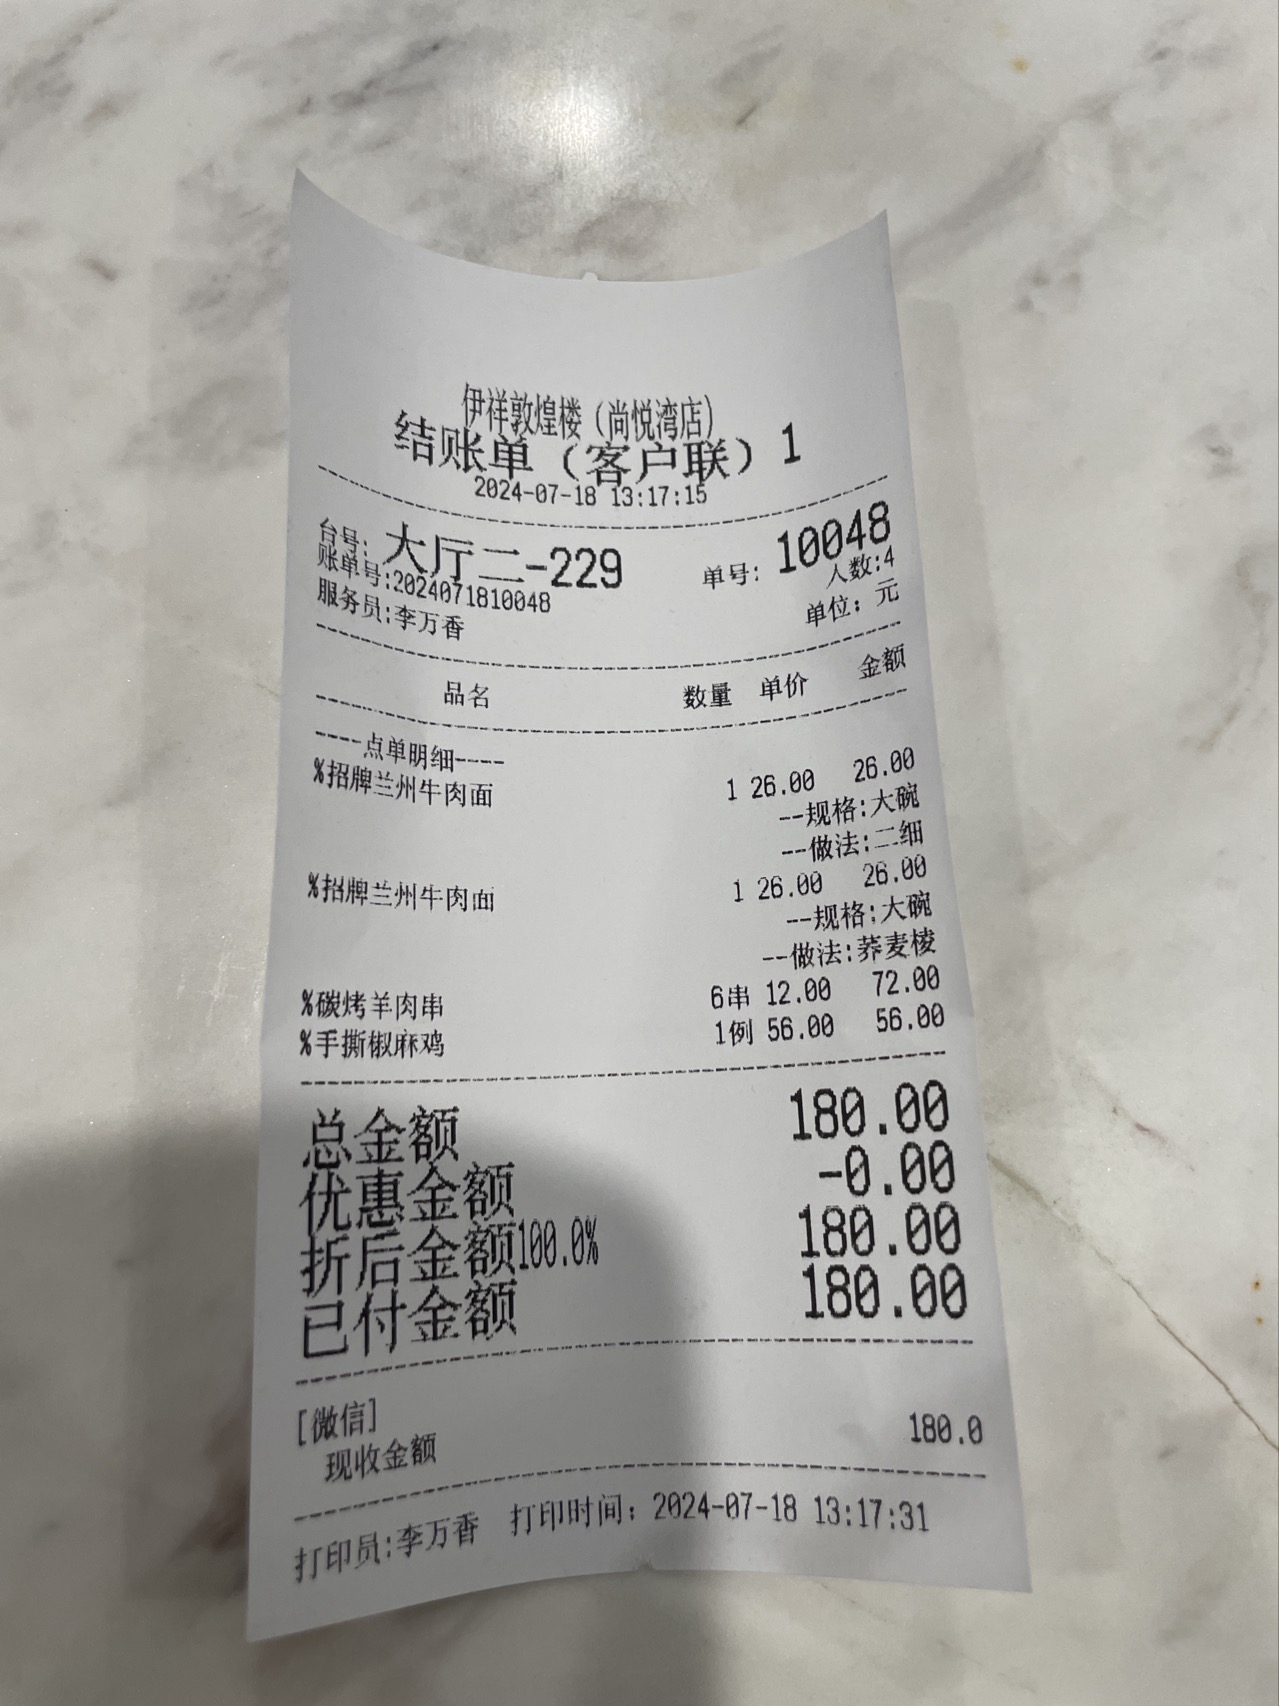 伊祥敦煌楼（尚悦湾店）
结账单（客户联）1
2024-07-18 13:17:15
台号: 大厅二-229 单号: 10048
账单号:2024071810048 人数:4
服务员:李万香 单位: 元
品名 数量 单价 金额
----点单明细----
%招牌兰州牛肉面 1 26.00 26.00
--规格:大碗
--做法:二细
%招牌兰州牛肉面 1 26.00 26.00
--规格:大碗
--做法:荞麦棱
%碳烤羊肉串 6串 12.00 72.00
%手撕椒麻鸡 1例 56.00 56.00
总金额 180.00
优惠金额 -0.00
折后金额100.0% 180.00
已付金额 180.00
[微信]
现收金额 180.0
打印员:李万香 打印时间: 2024-07-18 13:17:31